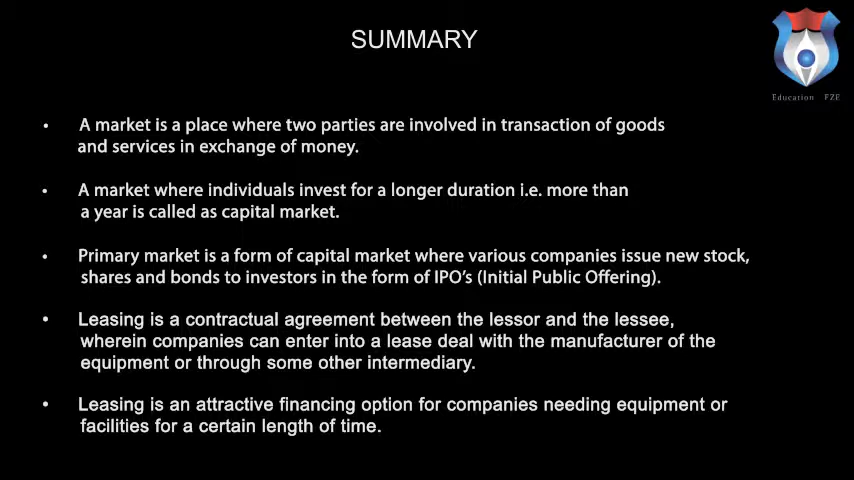 SUMMARY
Education FZE
• A market is a place where two parties are involved in transaction of goods
and services in exchange of money.
• A market where individuals invest for a longer duration i.e. more than
a year is called as capital market.
• Primary market is a form of capital market where various companies issue new stock,
shares and bonds to investors in the form of IPO's (Initial Public Offering).
• Leasing is a contractual agreement between the lessor and the lessee,
wherein companies can enter into a lease deal with the manufacturer of the
equipment or through some other intermediary.
• Leasing is an attractive financing option for companies needing equipment or
facilities for a certain length of time.